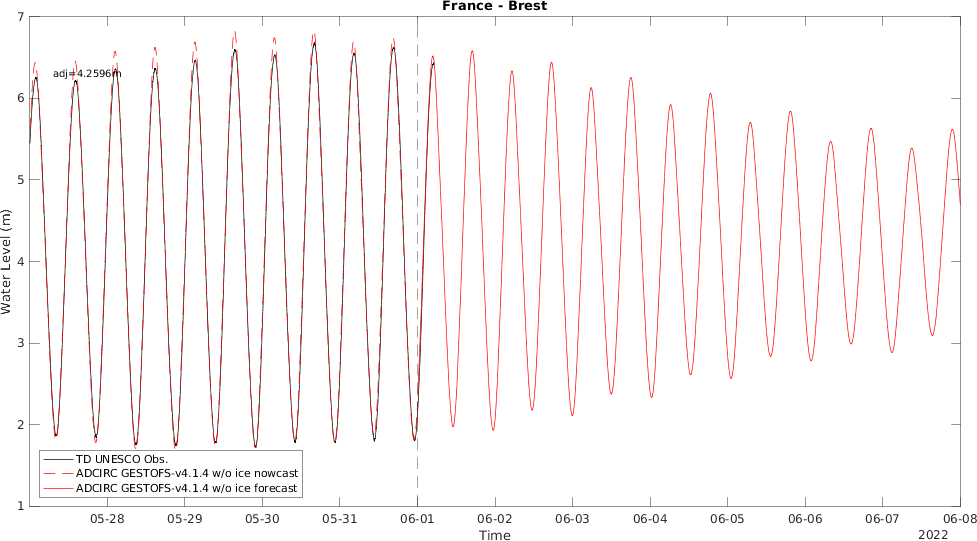 France - Brest
7
6
5
4
3
2
1
Water Level (m)
adj=4.2596m
TD UNESCO Obs.
ADCIRC GESTOFS-v4.1.4 w/o ice nowcast
ADCIRC GESTOFS-v4.1.4 w/o ice forecast
05-28 05-29 05-30 05-31 06-01 06-02 06-03 06-04 06-05 06-06 06-07 06-08
Time
2022